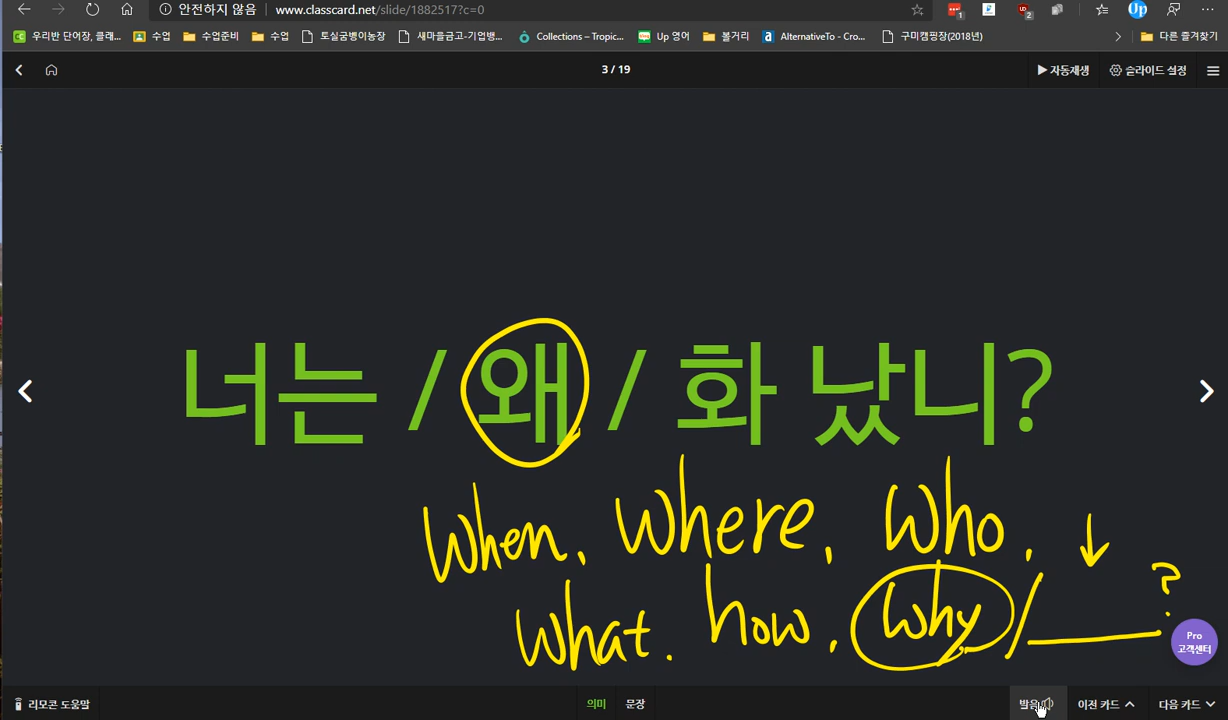 안전하지 않음 www.classcard.net/slide/1882517?c=0
우리반 단어장, 클래... 수업 수업준비 수업 토실굼벵이농장 새마을금고-기업뱅... Collections – Tropic... Up 영어 볼거리 AlternativeTo - Cro... 구미캠핑장(2018년) 다른 즐겨찾기
3 / 19 자동재생 슬라이드 설정
너는 / 왜 / 화 났니?
when, where, who,
what, how, why / ?
Pro
고객센터
리모콘 도움말 의미 문장 발음 이전 카드 다음 카드